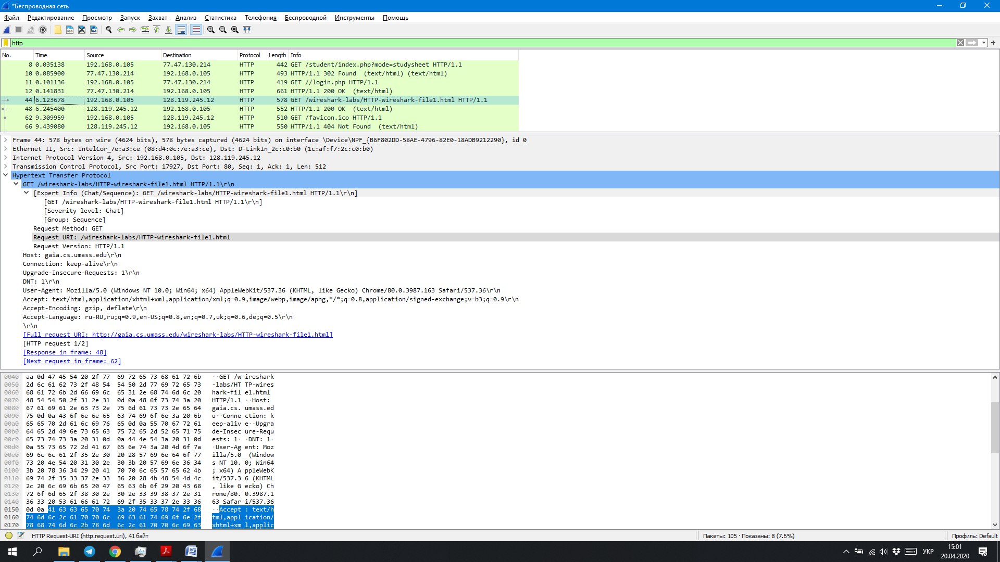 *Беспроводная сеть
Файл Редактирование Просмотр Запуск Захват Анализ Статистика Телефония Беспроводной Инструменты Помощь
http
No. Time Source Destination Protocol Length Info
8 0.035138 192.168.0.105 77.47.130.214 HTTP 442 GET /student/index.php?mode=studysheet HTTP/1.1
10 0.085900 77.47.130.214 192.168.0.105 HTTP 493 HTTP/1.1 302 Found  (text/html) (text/html)
11 0.101136 192.168.0.105 77.47.130.214 HTTP 419 GET //login.php HTTP/1.1
12 0.141831 77.47.130.214 192.168.0.105 HTTP 661 HTTP/1.1 200 OK  (text/html)
44 6.123678 192.168.0.105 128.119.245.12 HTTP 578 GET /wireshark-labs/HTTP-wireshark-file1.html HTTP/1.1
48 6.245400 128.119.245.12 192.168.0.105 HTTP 552 HTTP/1.1 200 OK  (text/html)
62 9.309959 192.168.0.105 128.119.245.12 HTTP 510 GET /favicon.ico HTTP/1.1
66 9.439080 128.119.245.12 192.168.0.105 HTTP 550 HTTP/1.1 404 Not Found  (text/html)
Frame 44: 578 bytes on wire (4624 bits), 578 bytes captured (4624 bits) on interface \Device\NPF_{B6F802DD-58AE-4796-82E0-18ADB9212290}, id 0
Ethernet II, Src: IntelCor_7e:a3:ce (08:d4:0c:7e:a3:ce), Dst: D-LinkIn_2c:c0:b0 (1c:af:f7:2c:c0:b0)
Internet Protocol Version 4, Src: 192.168.0.105, Dst: 128.119.245.12
Transmission Control Protocol, Src Port: 17927, Dst Port: 80, Seq: 1, Ack: 1, Len: 512
Hypertext Transfer Protocol
GET /wireshark-labs/HTTP-wireshark-file1.html HTTP/1.1\r\n
[Expert Info (Chat/Sequence): GET /wireshark-labs/HTTP-wireshark-file1.html HTTP/1.1\r\n]
[GET /wireshark-labs/HTTP-wireshark-file1.html HTTP/1.1\r\n]
[Severity level: Chat]
[Group: Sequence]
Request Method: GET
Request URI: /wireshark-labs/HTTP-wireshark-file1.html
Request Version: HTTP/1.1
Host: gaia.cs.umass.edu\r\n
Connection: keep-alive\r\n
Upgrade-Insecure-Requests: 1\r\n
DNT: 1\r\n
User-Agent: Mozilla/5.0 (Windows NT 10.0; Win64; x64) AppleWebKit/537.36 (KHTML, like Gecko) Chrome/80.0.3987.163 Safari/537.36\r\n
Accept: text/html,application/xhtml+xml,application/xml;q=0.9,image/webp,image/apng,*/*;q=0.8,application/signed-exchange;v=b3;q=0.9\r\n
Accept-Encoding: gzip, deflate\r\n
Accept-Language: ru-RU,ru;q=0.9,en-US;q=0.8,en;q=0.7,uk;q=0.6,de;q=0.5\r\n
\r\n
[Full request URI: http://gaia.cs.umass.edu/wireshark-labs/HTTP-wireshark-file1.html]
[HTTP request 1/2]
[Response in frame: 48]
[Next request in frame: 62]
0040 aa 0d 47 45 54 20 2f 77 69 72 65 73 68 61 72 6b ··GET /w ireshark
0050 2d 6c 61 62 73 2f 48 54 54 50 2d 77 69 72 65 73 -labs/HT TP-wires
0060 68 61 72 6b 2d 66 69 6c 65 31 2e 68 74 6d 6c 20 hark-fil e1.html
0070 48 54 54 50 2f 31 2e 31 0d 0a 48 6f 73 74 3a 20 HTTP/1.1 ··Host:
0080 67 61 69 61 2e 63 73 2e 75 6d 61 73 73 2e 65 64 gaia.cs. umass.ed
0090 75 0d 0a 43 6f 6e 6e 65 63 74 69 6f 6e 3a 20 6b u··Conne ction: k
00a0 65 65 70 2d 61 6c 69 76 65 0d 0a 55 70 67 72 61 eep-aliv e··Upgra
00b0 64 65 2d 49 6e 73 65 63 75 72 65 2d 52 65 71 75 de-Insec ure-Requ
00c0 65 73 74 73 3a 20 31 0d 0a 44 4e 54 3a 20 31 0d ests: 1· ·DNT: 1·
00d0 0a 55 73 65 72 2d 41 67 65 6e 74 3a 20 4d 6f 7a ·User-Ag ent: Moz
00e0 69 6c 6c 61 2f 35 2e 30 20 28 57 69 6e 64 6f 77 illa/5.0  (Window
00f0 73 20 4e 54 20 31 30 2e 30 3b 20 57 69 6e 36 34 s NT 10. 0; Win64
0100 3b 20 78 36 34 29 20 41 70 70 6c 65 57 65 62 4b ; x64) A ppleWebK
0110 69 74 2f 35 33 37 2e 33 36 20 28 4b 48 54 4d 4c it/537.3 6 (KHTML
0120 2c 20 6c 69 6b 65 20 47 65 63 6b 6f 29 20 43 68 , like G ecko) Ch
0130 72 6f 6d 65 2f 38 30 2e 30 2e 33 39 38 37 2e 31 rome/80. 0.3987.1
0140 36 33 20 53 61 66 61 72 69 2f 35 33 37 2e 33 36 63 Safar i/537.36
0150 0d 0a 41 63 63 65 70 74 3a 20 74 65 78 74 2f 68 ··Accept : text/h
0160 74 6d 6c 2c 61 70 70 6c 69 63 61 74 69 6f 6e 2f tml,appl ication/
0170 78 68 74 6d 6c 2b 78 6d 6c 2c 61 70 70 6c 69 63 xhtml+xm l,applic
HTTP Request-URI (http.request.uri), 41 байт
Пакеты: 105 · Показаны: 8 (7.6%)
Профиль: Default
УКР
15:01
20.04.2020